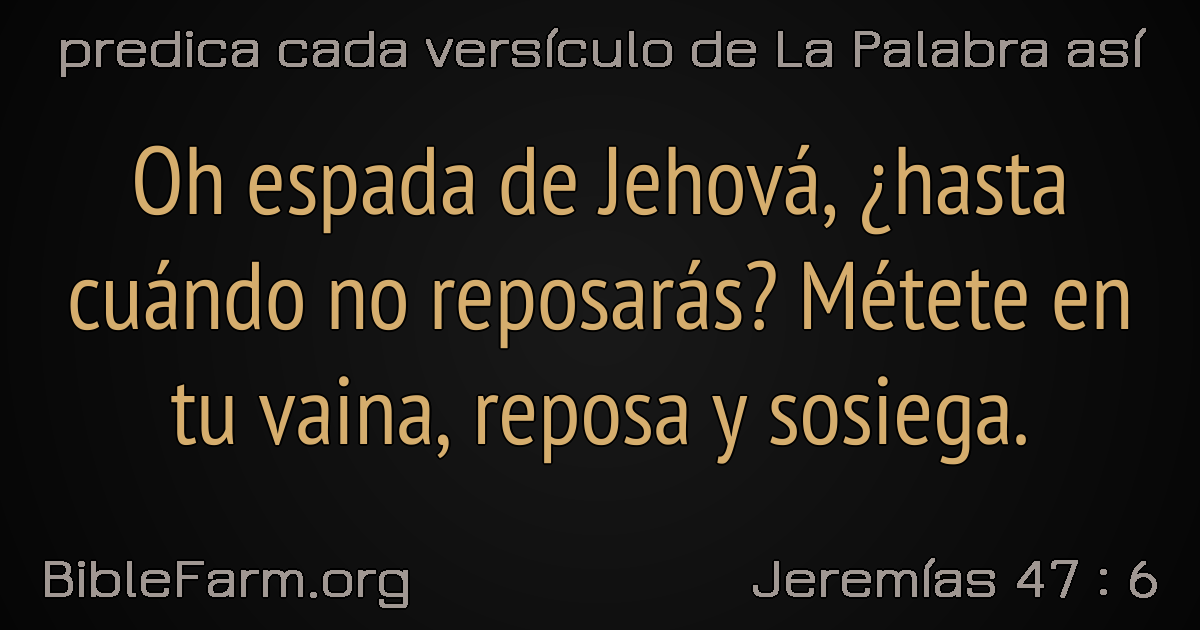 predica cada versículo de La Palabra así
Oh espada de Jehová, ¿hasta
cuándo no reposarás? Métete en
tu vaina, reposa y sosiega.
BibleFarm.org
Jeremías 47 : 6